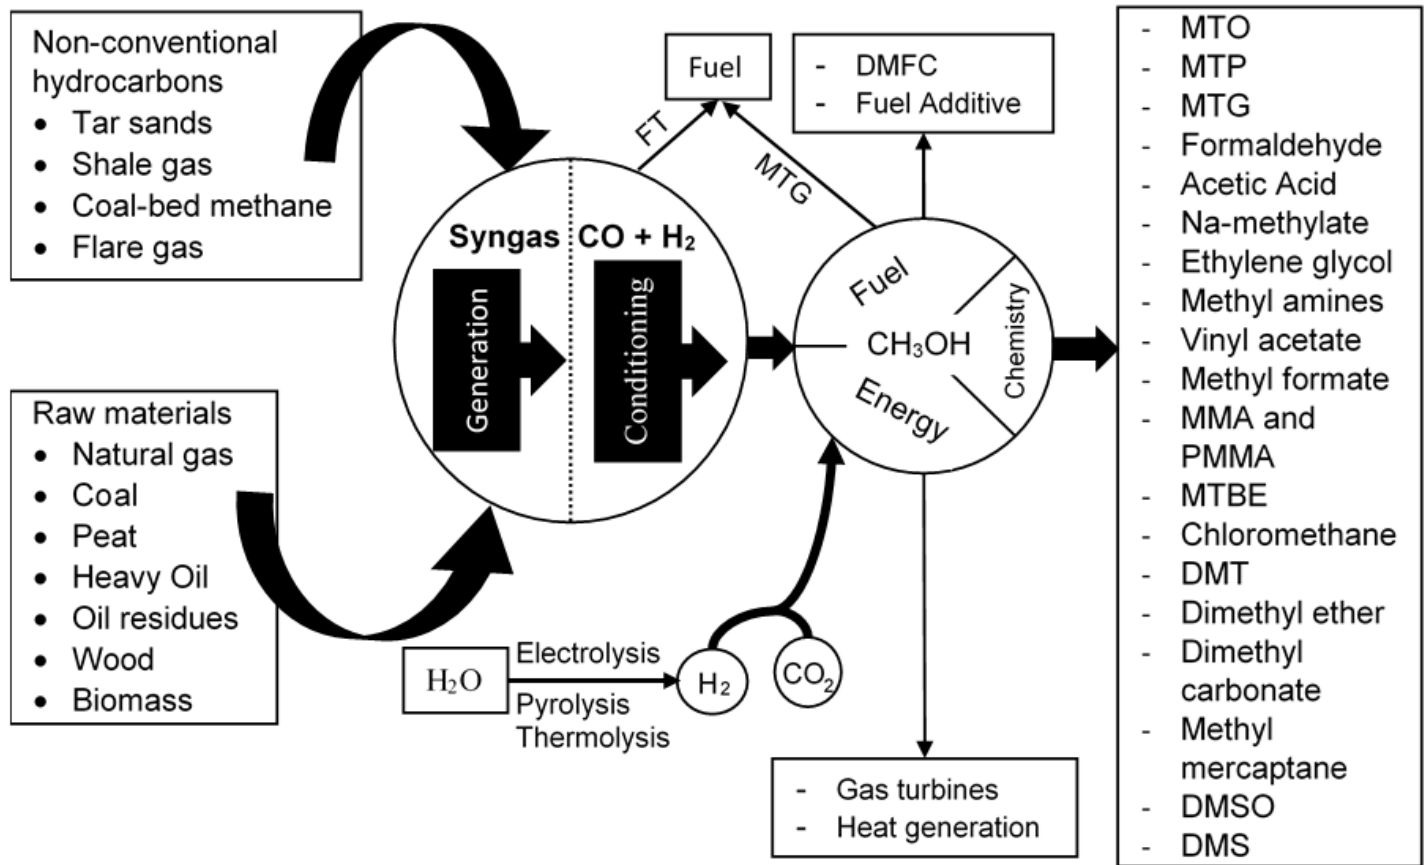 Non-conventional
hydrocarbons
• Tar sands
• Shale gas
• Coal-bed methane
• Flare gas
Raw materials
• Natural gas
• Coal
• Peat
• Heavy Oil
• Oil residues
• Wood
• Biomass
Syngas CO + H₂
Generation
Conditioning
FT
Fuel
MTG
- DMFC
- Fuel Additive
Fuel
CH₃OH
Chemistry
Energy
H₂O
Electrolysis
Pyrolysis
Thermolysis
H₂
CO₂
- Gas turbines
- Heat generation
- MTO
- MTP
- MTG
- Formaldehyde
- Acetic Acid
- Na-methylate
- Ethylene glycol
- Methyl amines
- Vinyl acetate
- Methyl formate
- MMA and
PMMA
- MTBE
- Chloromethane
- DMT
- Dimethyl ether
- Dimethyl
carbonate
- Methyl
mercaptane
- DMSO
- DMS